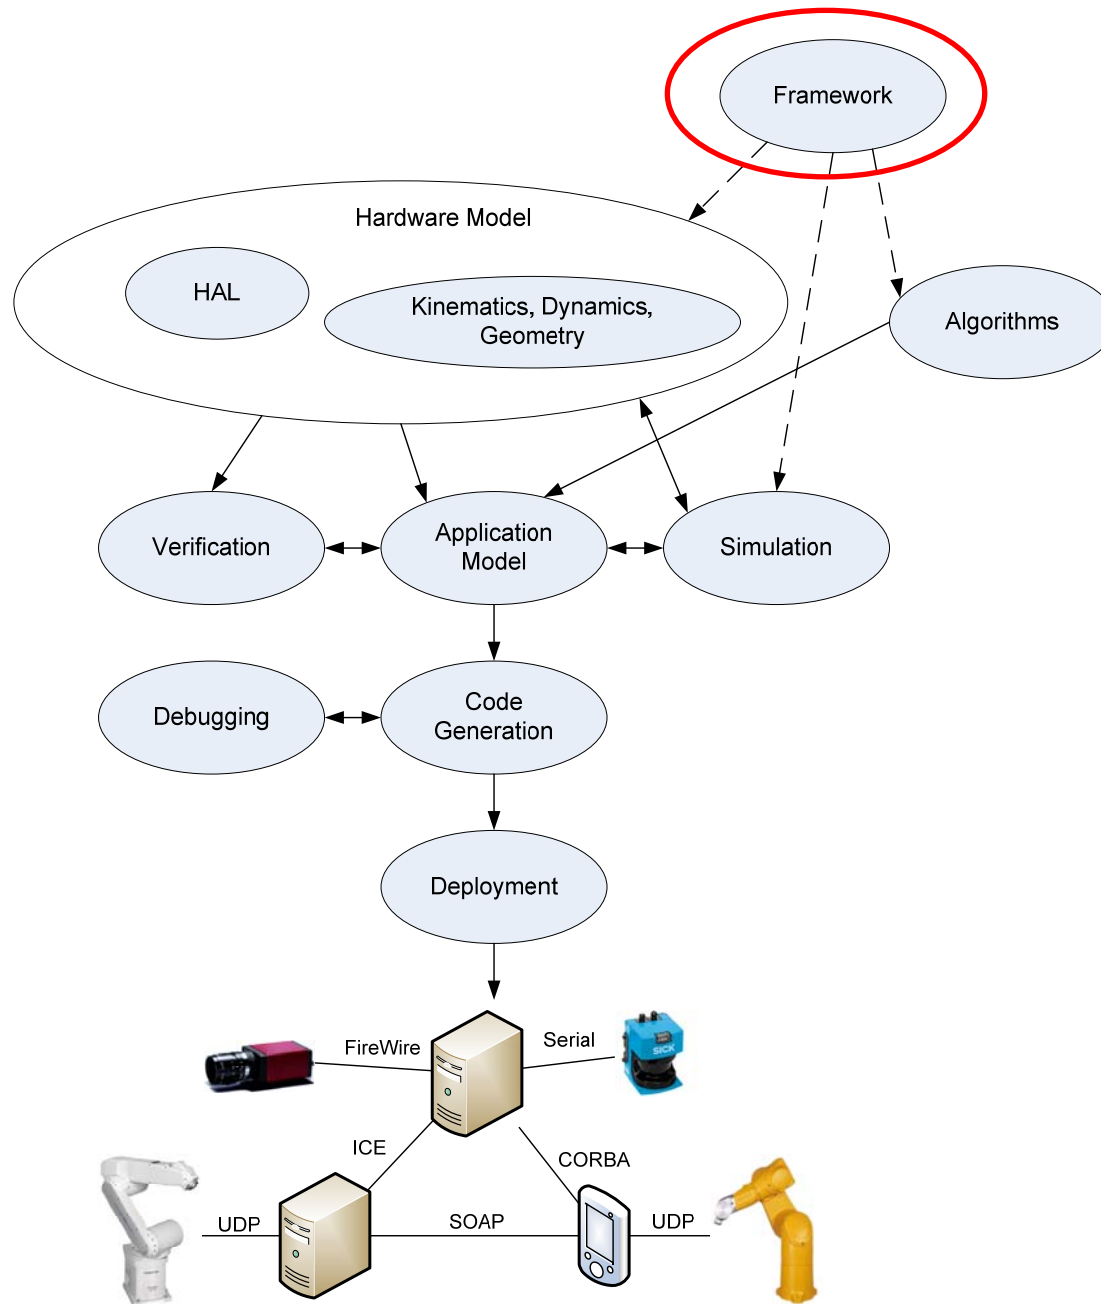 Framework
Hardware Model
HAL
Kinematics, Dynamics,
Geometry
Algorithms
Verification
Application
Model
Simulation
Debugging
Code
Generation
Deployment
FireWire
Serial
SICK
ICE
CORBA
UDP
SOAP
UDP